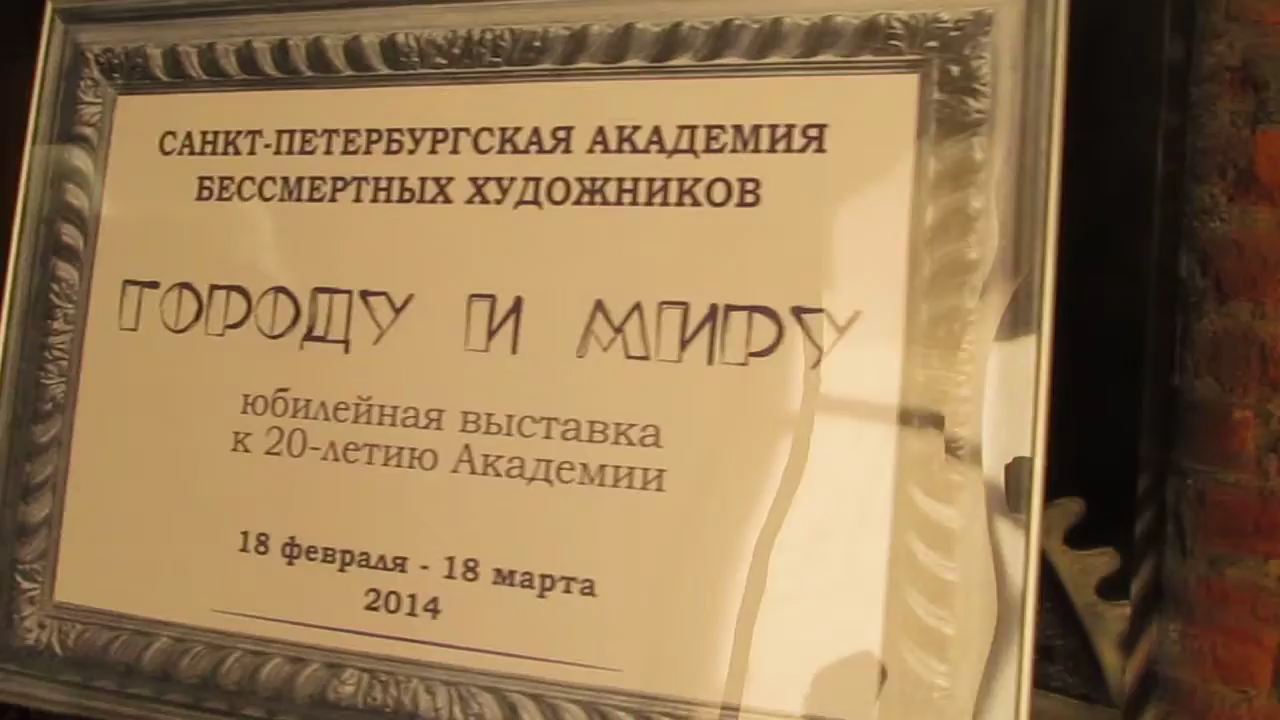 САНКТ-ПЕТЕРБУРГСКАЯ АКАДЕМИЯ
БЕССМЕРТНЫХ ХУДОЖНИКОВ
ГОРОДУ И МИРУ
юбилейная выставка
к 20-летию Академии
18 февраля - 18 марта
2014